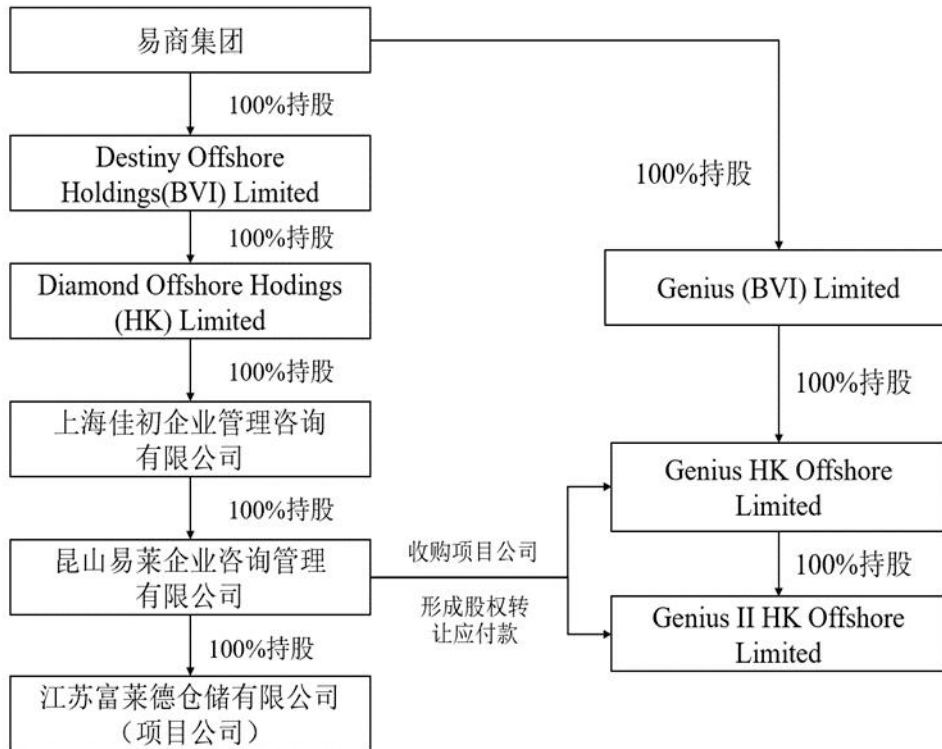 易商集团
100%持股
Destiny Offshore
Holdings(BVI) Limited
100%持股
Diamond Offshore Hodings
(HK) Limited
100%持股
上海佳初企业管理咨询
有限公司
100%持股
昆山易莱企业咨询管理
有限公司
100%持股
江苏富莱德仓储有限公司
（项目公司）
收购项目公司
形成股权转
让应付款
100%持股
Genius (BVI) Limited
100%持股
Genius HK Offshore
Limited
100%持股
Genius II HK Offshore
Limited